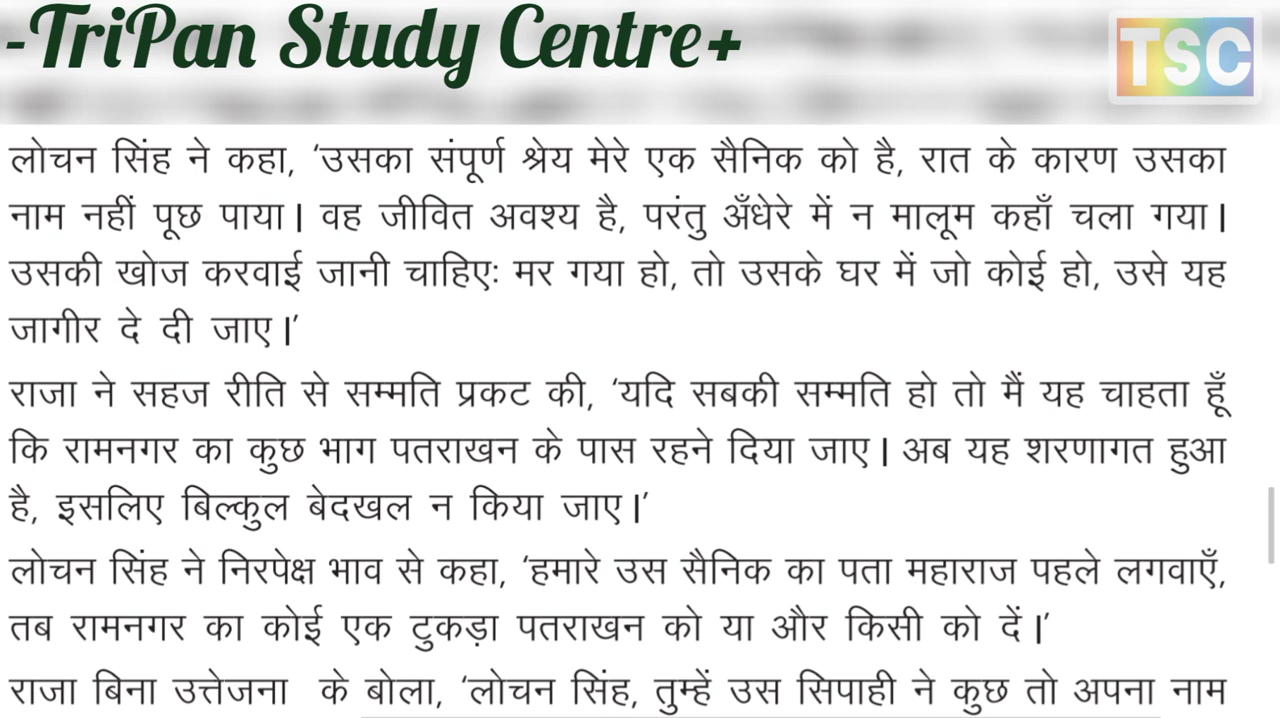 -TriPan Study Centre+
TSC
लोचन सिंह ने कहा, ‘उसका संपूर्ण श्रेय मेरे एक सैनिक को है, रात के कारण उसका
नाम नहीं पूछ पाया। वह जीवित अवश्य है, परंतु अँधेरे में न मालूम कहाँ चला गया।
उसकी खोज करवाई जानी चाहिएः मर गया हो, तो उसके घर में जो कोई हो, उसे यह
जागीर दे दी जाए।’
राजा ने सहज रीति से सम्मति प्रकट की, ‘यदि सबकी सम्मति हो तो मैं यह चाहता हूँ
कि रामनगर का कुछ भाग पतराखन के पास रहने दिया जाए। अब यह शरणागत हुआ
है, इसलिए बिल्कुल बेदखल न किया जाए।’
लोचन सिंह ने निरपेक्ष भाव से कहा, ‘हमारे उस सैनिक का पता महाराज पहले लगवाएँ,
तब रामनगर का कोई एक टुकड़ा पतराखन को या और किसी को दें।’
राजा बिना उत्तेजना के बोला, ‘लोचन सिंह, तुम्हें उस सिपाही ने कुछ तो अपना नाम